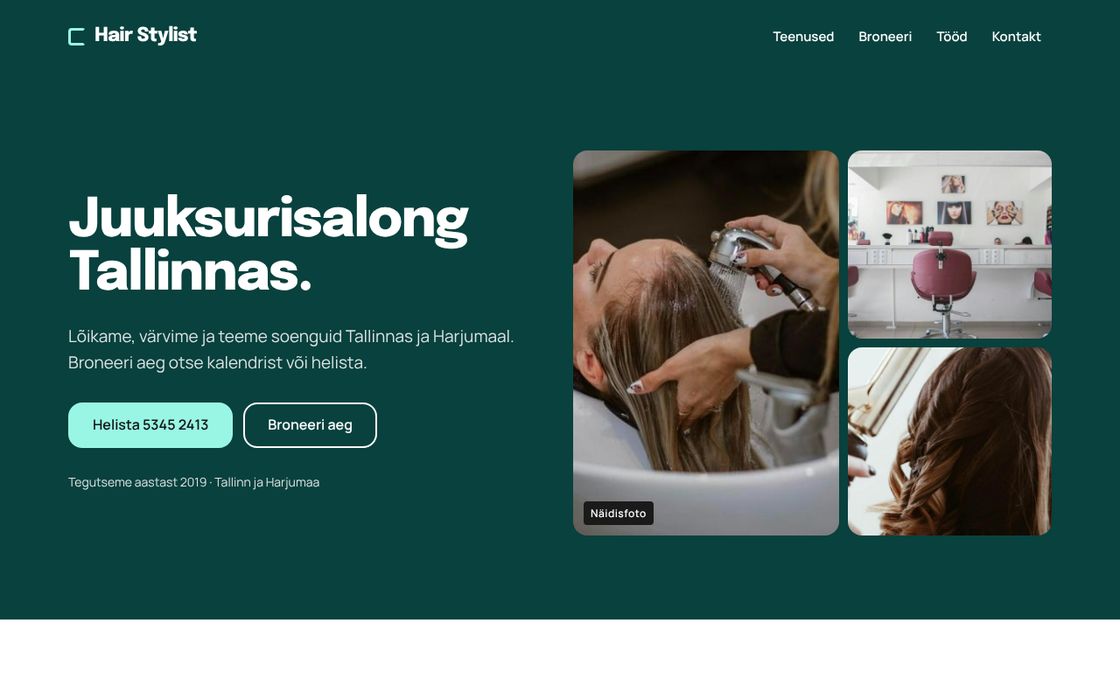 Hair Stylist
Teenused Broneeri Tööd Kontakt
Juuksurisalong
Tallinnas.
Lõikame, värvime ja teeme soenguid Tallinnas ja Harjumaal.
Broneeri aeg otse kalendrist või helista.
Helista 5345 2413 Broneeri aeg
Tegutseme aastast 2019 · Tallinn ja Harjumaa
Näidisfoto